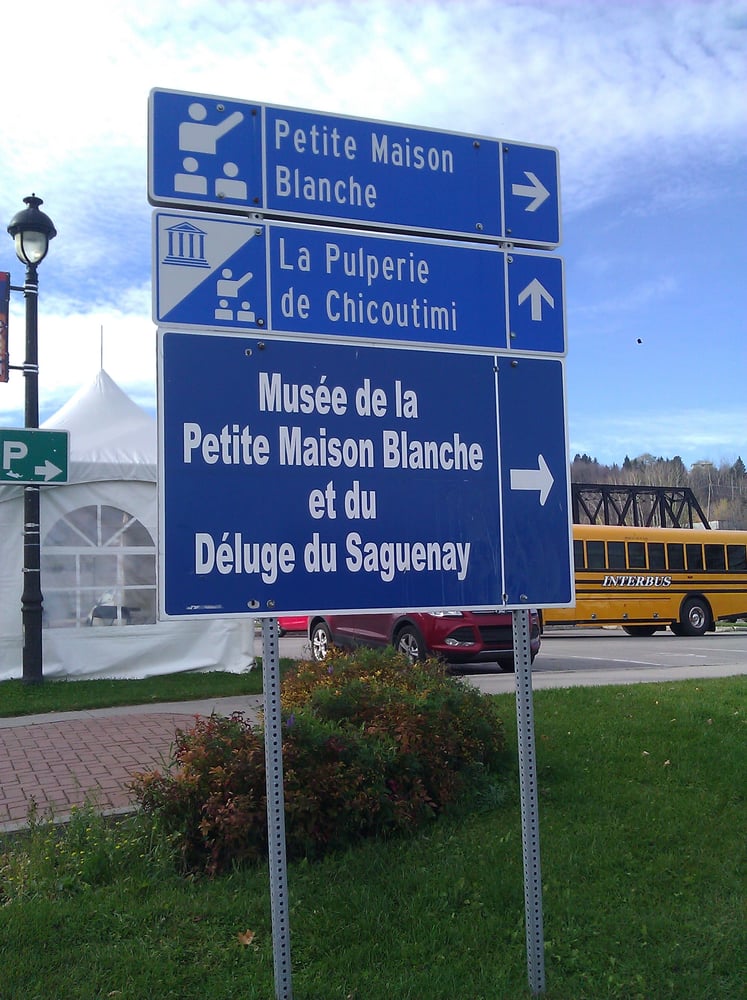 Petite Maison
Blanche
La Pulperie
de Chicoutimi
Musée de la
Petite Maison Blanche
et du
Déluge du Saguenay
P
INTERBUS